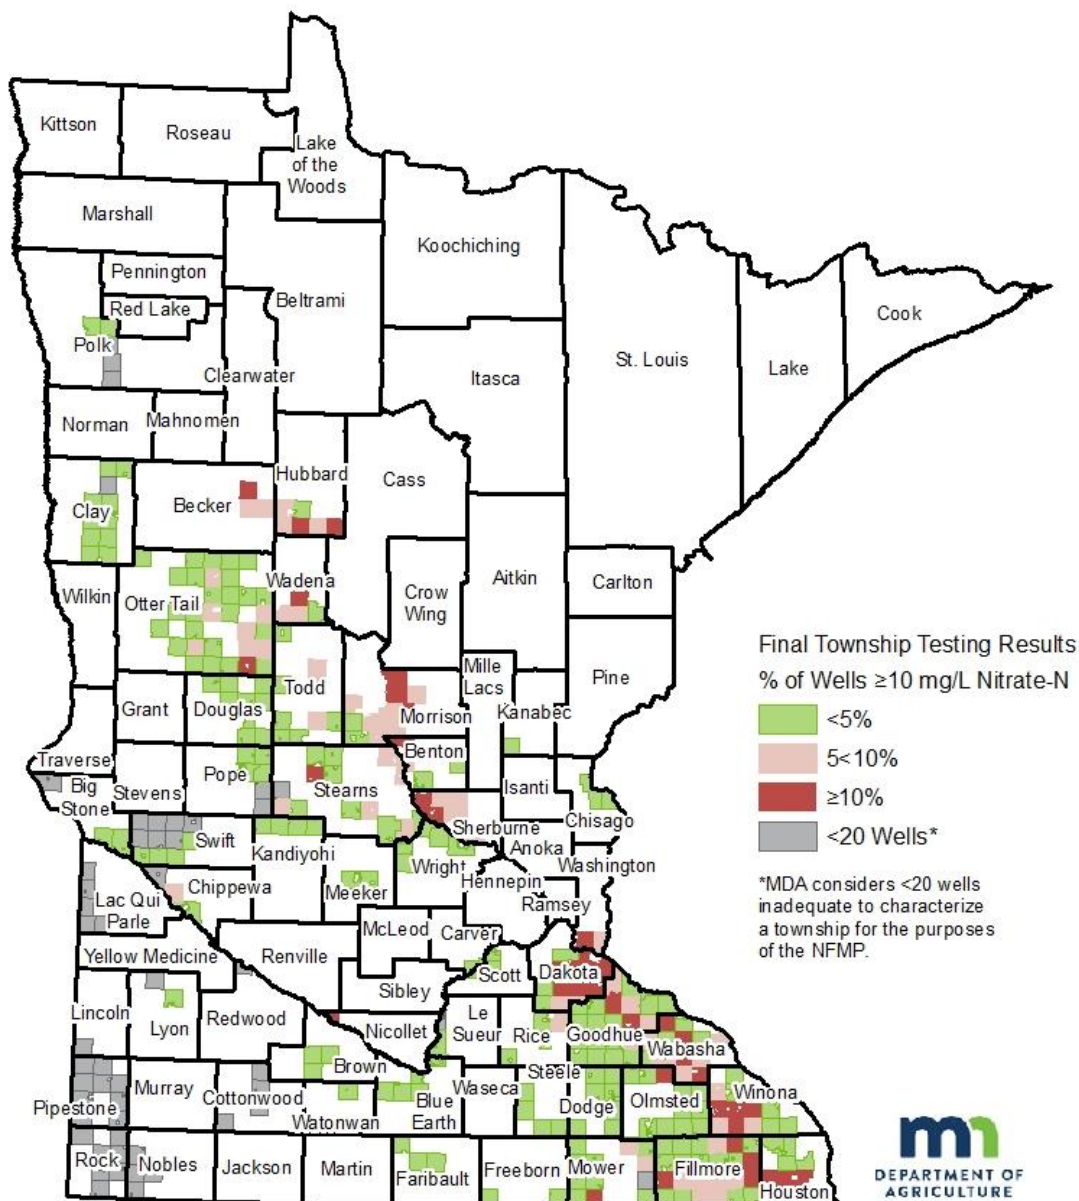 Kittson
Roseau
Lake
of the
Woods
Marshall
Koochiching
Pennington
Beltrami
Red Lake
Cook
Polk
St. Louis
Lake
Clearwater
Itasca
Norman
Mahnomen
Hubbard
Cass
Becker
Clay
Wadena
Aitkin
Carlton
Wilkin
Otter Tail
Crow
Wing
Mille
Lacs
Pine
Todd
Grant
Douglas
Morrison
Kanabec
Benton
Traverse
Pope
Big
Stone
Stevens
Stearns
Isanti
Chisago
Sherburne
Swift
Kandiyohi
Anoka
Wright
Washington
Hennepin
Chippewa
Meeker
Lac Qui
Parle
Ramsey
McLeod
Carver
Yellow Medicine
Renville
Scott
Dakota
Sibley
Lincoln
Lyon
Redwood
Nicollet
Le
Sueur
Rice
Goodhue
Wabasha
Brown
Steele
Murray
Cottonwood
Waseca
Winona
Pipestone
Blue
Earth
Dodge
Olmsted
Watonwan
Rock
Nobles
Jackson
Martin
Faribault
Freeborn
Mower
Fillmore
Houston
Final Township Testing Results
% of Wells ≥10 mg/L Nitrate-N
<5%
5<10%
≥10%
<20 Wells*
*MDA considers <20 wells
inadequate to characterize
a township for the purposes
of the NFMP.
mn
DEPARTMENT OF
AGRICULTURE